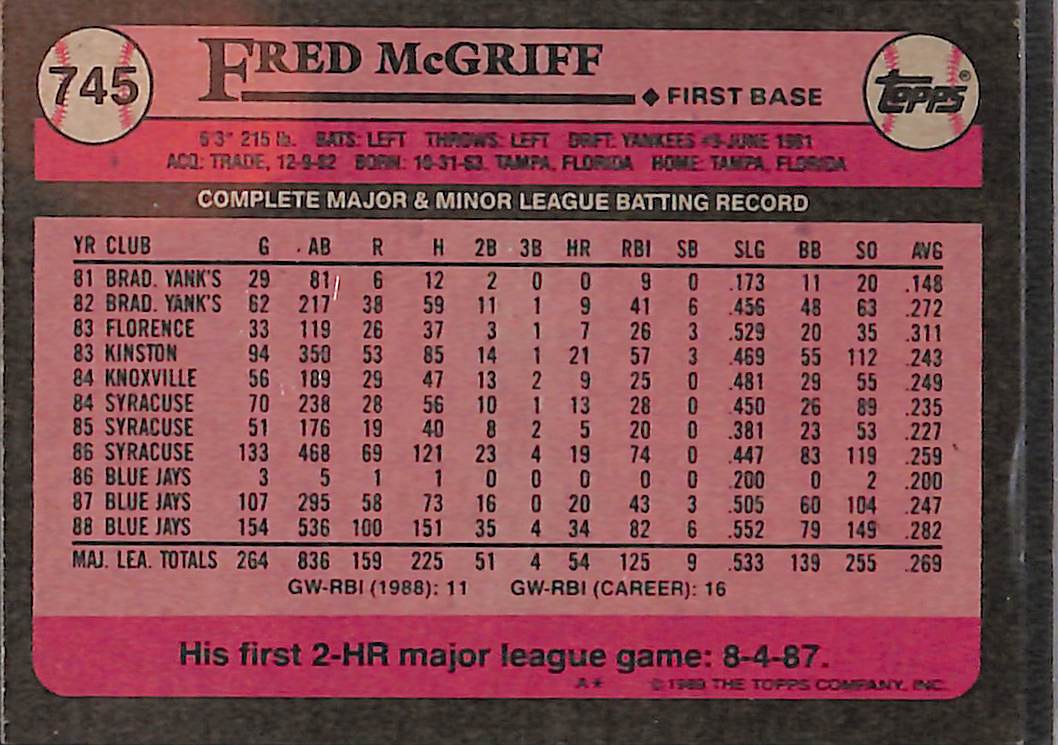 745
FRED McGRIFF
FIRST BASE
TOPPS®
6'3" 215 lb. BATS: LEFT THROWS: LEFT DRFT: YANKEES #9-JUNE 1981
ACQ: TRADE, 12-9-82 BORN: 10-31-63, TAMPA, FLORIDA HOME: TAMPA, FLORIDA
COMPLETE MAJOR & MINOR LEAGUE BATTING RECORD
YR CLUB G AB R H 2B 3B HR RBI SB SLG BB SO AVG
81 BRAD. YANK'S 29 81 6 12 2 0 0 9 0 .173 11 20 .148
82 BRAD. YANK'S 62 217 38 59 11 1 9 41 6 .456 48 63 .272
83 FLORENCE 33 119 26 37 3 1 7 26 3 .529 20 35 .311
83 KINSTON 94 350 53 85 14 1 21 57 3 .469 55 112 .243
84 KNOXVILLE 56 189 29 47 13 2 9 25 0 .481 29 55 .249
84 SYRACUSE 70 238 28 56 10 1 13 28 0 .450 26 89 .235
85 SYRACUSE 51 176 19 40 8 2 5 20 0 .381 23 53 .227
86 SYRACUSE 133 468 69 121 23 4 19 74 0 .447 83 119 .259
86 BLUE JAYS 3 5 1 1 0 0 0 0 0 .200 0 2 .200
87 BLUE JAYS 107 295 58 73 16 0 20 43 3 .505 60 104 .247
88 BLUE JAYS 154 536 100 151 35 4 34 82 6 .552 79 149 .282
MAJ. LEA. TOTALS 264 836 159 225 51 4 54 125 9 .533 139 255 .269
GW-RBI (1988): 11 GW-RBI (CAREER): 16
His first 2-HR major league game: 8-4-87.
A* ©1989 THE TOPPS COMPANY, INC.